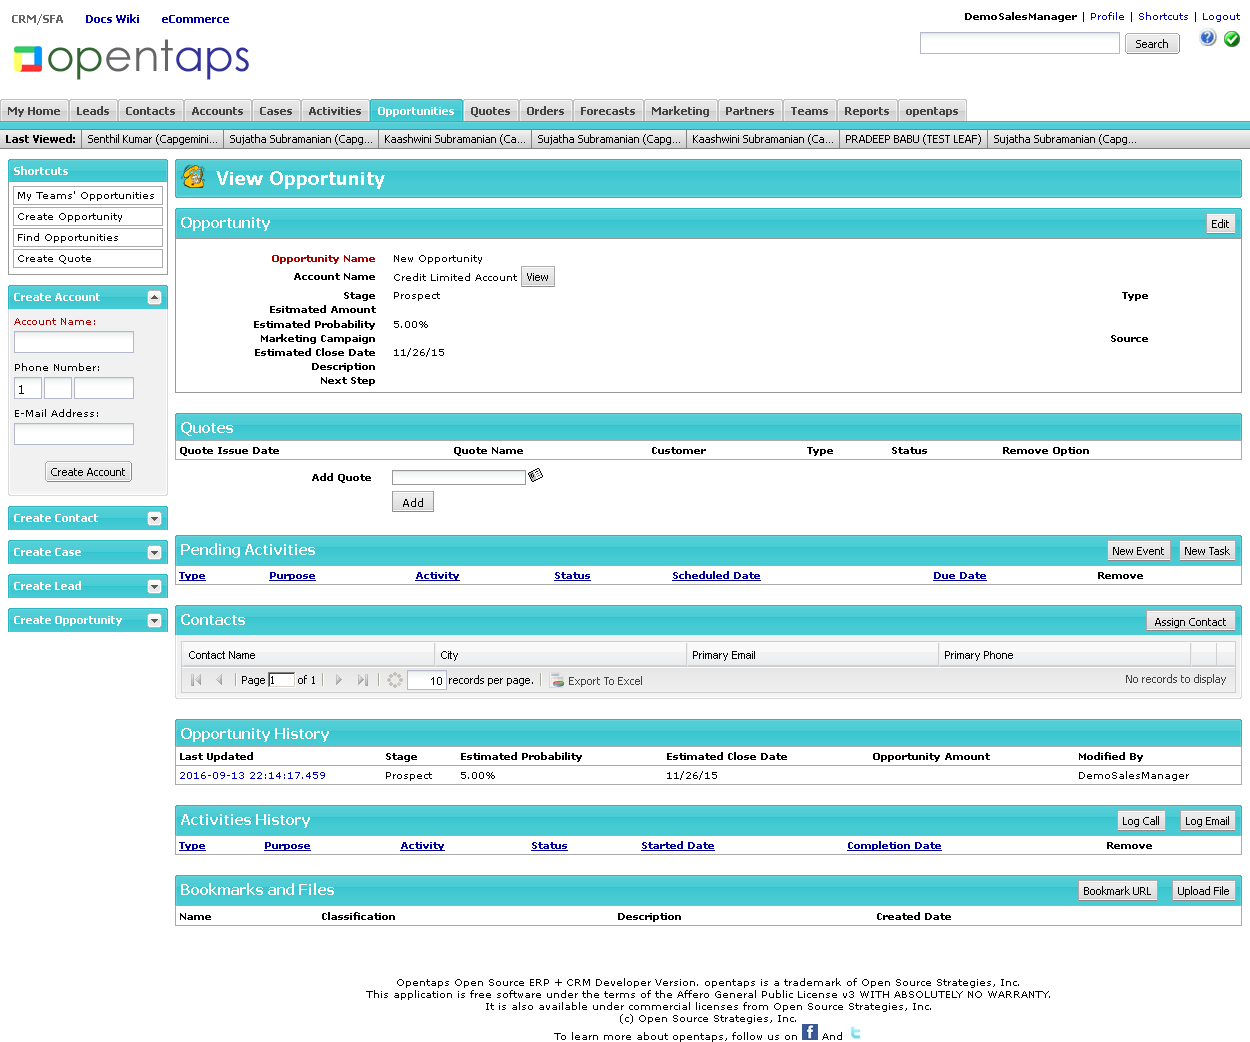 CRM/SFA Docs Wiki eCommerce
DemoSalesManager | Profile | Shortcuts | Logout
opentaps
Search
My Home Leads Contacts Accounts Cases Activities Opportunities Quotes Orders Forecasts Marketing Partners Teams Reports opentaps
Last Viewed: Senthil Kumar (Capgemini... Sujatha Subramanian (Capg... Kaashwini Subramanian (Ca... Sujatha Subramanian (Capg... Kaashwini Subramanian (Ca... PRADEEP BABU (TEST LEAF) Sujatha Subramanian (Capg...
Shortcuts
My Teams' Opportunities
Create Opportunity
Find Opportunities
Create Quote
Create Account
Account Name:
Phone Number:
1
E-Mail Address:
Create Account
Create Contact
Create Case
Create Lead
Create Opportunity
View Opportunity
Opportunity Edit
Opportunity Name New Opportunity
Account Name Credit Limited Account View
Stage Prospect Type
Esitmated Amount
Estimated Probability 5.00%
Marketing Campaign Source
Estimated Close Date 11/26/15
Description
Next Step
Quotes
Quote Issue Date Quote Name Customer Type Status Remove Option
Add Quote
Add
Pending Activities New Event New Task
Type Purpose Activity Status Scheduled Date Due Date Remove
Contacts Assign Contact
Contact Name City Primary Email Primary Phone
Page 1 of 1 10 records per page. Export To Excel No records to display
Opportunity History
Last Updated Stage Estimated Probability Estimated Close Date Opportunity Amount Modified By
2016-09-13 22:14:17.459 Prospect 5.00% 11/26/15 DemoSalesManager
Activities History Log Call Log Email
Type Purpose Activity Status Started Date Completion Date Remove
Bookmarks and Files Bookmark URL Upload File
Name Classification Description Created Date
Opentaps Open Source ERP + CRM Developer Version. opentaps is a trademark of Open Source Strategies, Inc.
This application is free software under the terms of the Affero General Public License v3 WITH ABSOLUTELY NO WARRANTY.
It is also available under commercial licenses from Open Source Strategies, Inc.
(c) Open Source Strategies, Inc.
To learn more about opentaps, follow us on f And t